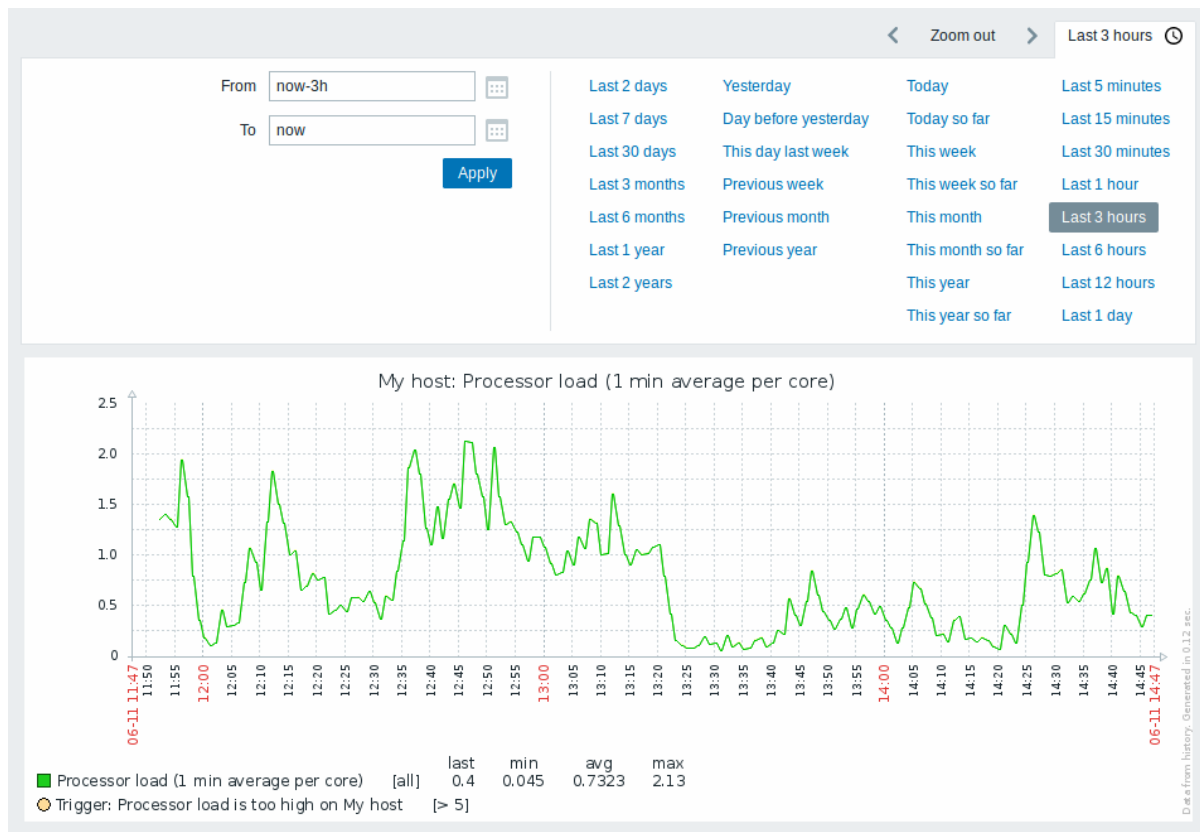 Zoom out Last 3 hours
From now-3h
To now
Apply
Last 2 days Yesterday Today Last 5 minutes
Last 7 days Day before yesterday Today so far Last 15 minutes
Last 30 days This day last week This week Last 30 minutes
Last 3 months Previous week This week so far Last 1 hour
Last 6 months Previous month This month Last 3 hours
Last 1 year Previous year This month so far Last 6 hours
Last 2 years This year Last 12 hours
This year so far Last 1 day
My host: Processor load (1 min average per core)
2.5
2.0
1.5
1.0
0.5
0
06-11 11:47
11:50
11:55
12:00
12:05
12:10
12:15
12:20
12:25
12:30
12:35
12:40
12:45
12:50
12:55
13:00
13:05
13:10
13:15
13:20
13:25
13:30
13:35
13:40
13:45
13:50
13:55
14:00
14:05
14:10
14:15
14:20
14:25
14:30
14:35
14:40
14:45
06-11 14:47
last min avg max
Processor load (1 min average per core) [all] 0.4 0.045 0.7323 2.13
Trigger: Processor load is too high on My host [> 5]
Data from history. Generated in 0.12 sec.